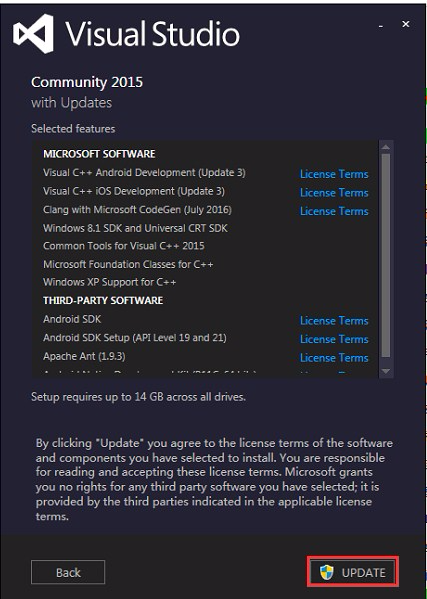 Visual Studio
Community 2015
with Updates
Selected features
MICROSOFT SOFTWARE
Visual C++ Android Development (Update 3) License Terms
Visual C++ iOS Development (Update 3) License Terms
Clang with Microsoft CodeGen (July 2016) License Terms
Windows 8.1 SDK and Universal CRT SDK
Common Tools for Visual C++ 2015
Microsoft Foundation Classes for C++
Windows XP Support for C++
THIRD-PARTY SOFTWARE
Android SDK License Terms
Android SDK Setup (API Level 19 and 21) License Terms
Apache Ant (1.9.3) License Terms
Setup requires up to 14 GB across all drives.
By clicking "Update" you agree to the license terms of the software
and components you have selected to install. You are responsible
for reading and accepting these license terms. Microsoft grants
you no rights for any third party software you have selected; it is
provided by the third parties indicated in the applicable license
terms.
Back UPDATE